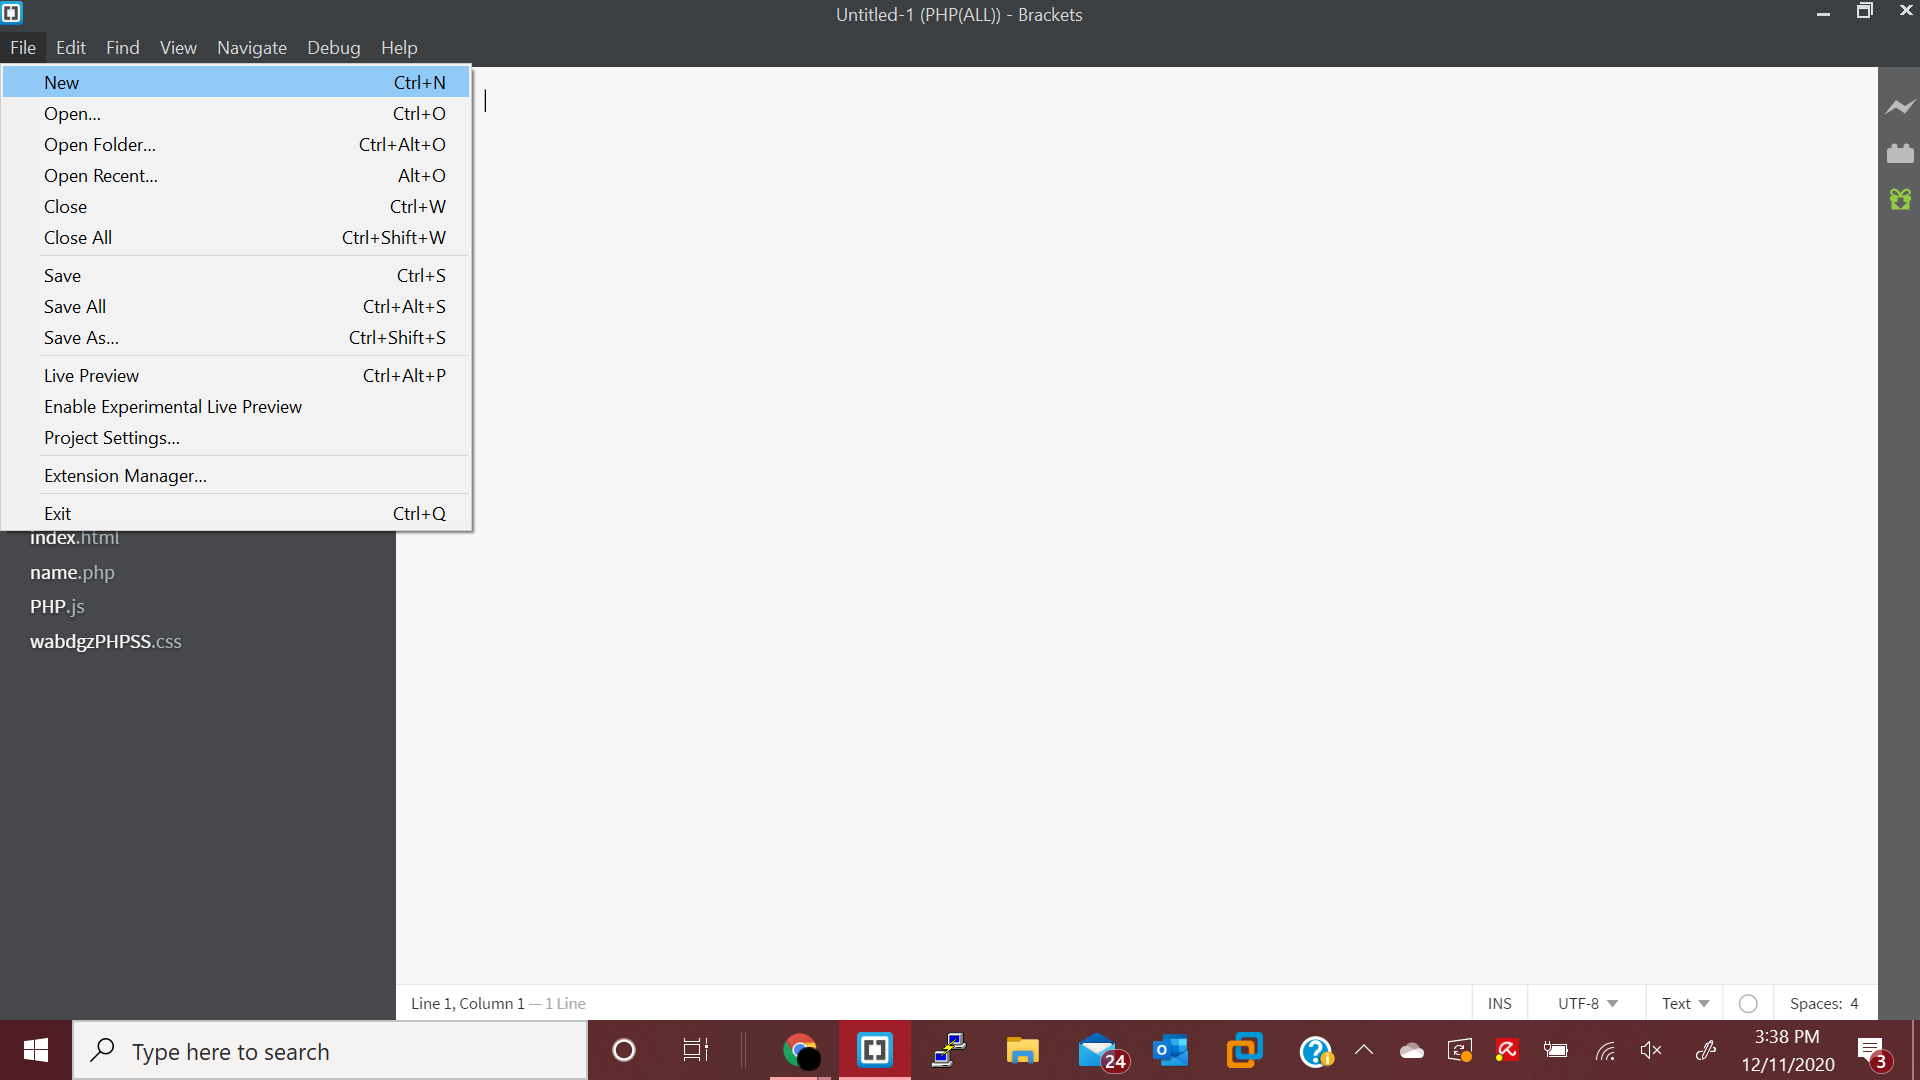 Untitled-1 (PHP(ALL)) - Brackets
File Edit Find View Navigate Debug Help
New Ctrl+N
Open... Ctrl+O
Open Folder... Ctrl+Alt+O
Open Recent... Alt+O
Close Ctrl+W
Close All Ctrl+Shift+W
Save Ctrl+S
Save All Ctrl+Alt+S
Save As... Ctrl+Shift+S
Live Preview Ctrl+Alt+P
Enable Experimental Live Preview
Project Settings...
Extension Manager...
Exit Ctrl+Q
index.html
name.php
PHP.js
wabdgzPHPSS.css
Line 1, Column 1 — 1 Line INS UTF-8 Text Spaces: 4
Type here to search
24
3:38 PM
12/11/2020
3